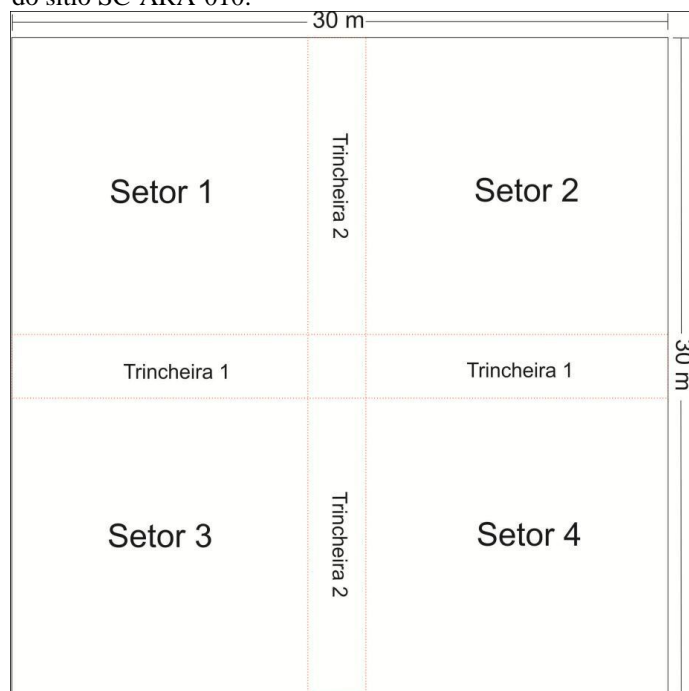 do sítio SC-ARA-010.
30 m
Setor 1
Trincheira 2
Setor 2
Trincheira 1
Trincheira 1
30 m
Setor 3
Trincheira 2
Setor 4